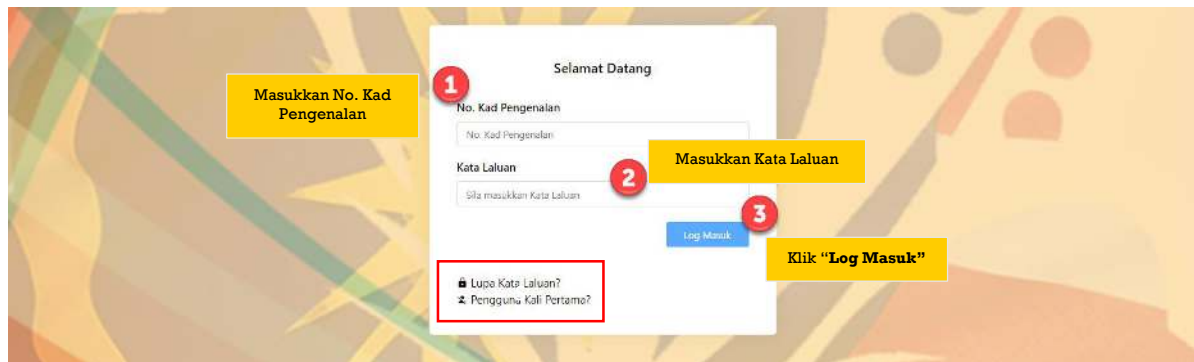 Selamat Datang
1
Masukkan No. Kad
Pengenalan
No. Kad Pengenalan
No. Kad Pengenalan
Masukkan Kata Laluan
Kata Laluan
2
Sila masukkan Kata Laluan
3
Log Masuk
Klik “Log Masuk”
Lupa Kata Laluan?
Pengguna Kali Pertama?